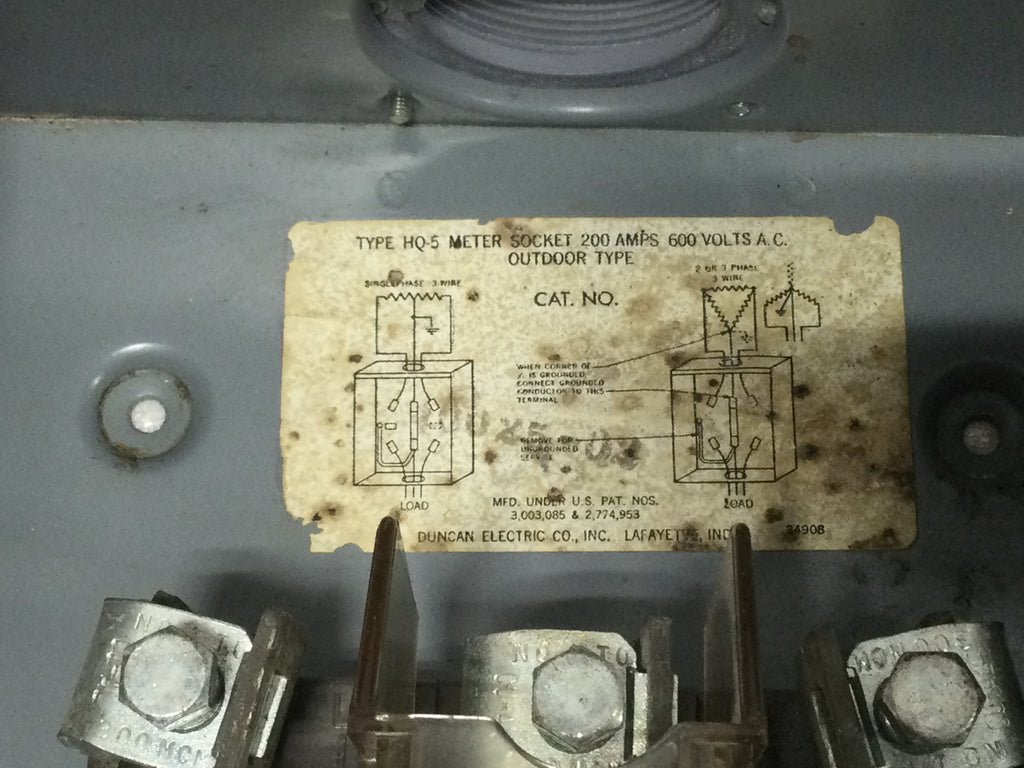 TYPE HQ-5 METER SOCKET 200 AMPS 600 VOLTS A.C.
OUTDOOR TYPE
SINGLE PHASE 3 WIRE
2 OR 3 PHASE
3 WIRE
CAT. NO.
WHEN CORNER OF
IS GROUNDED,
CONNECT GROUNDED
CONDUCTOR TO THIS
TERMINAL
REMOVE FOR
UNGROUNDED
SERVICE
LOAD
LOAD
MFD. UNDER U.S. PAT. NOS.
3,003,085 & 2,774,953
DUNCAN ELECTRIC CO., INC. LAFAYETTE, IND
34908